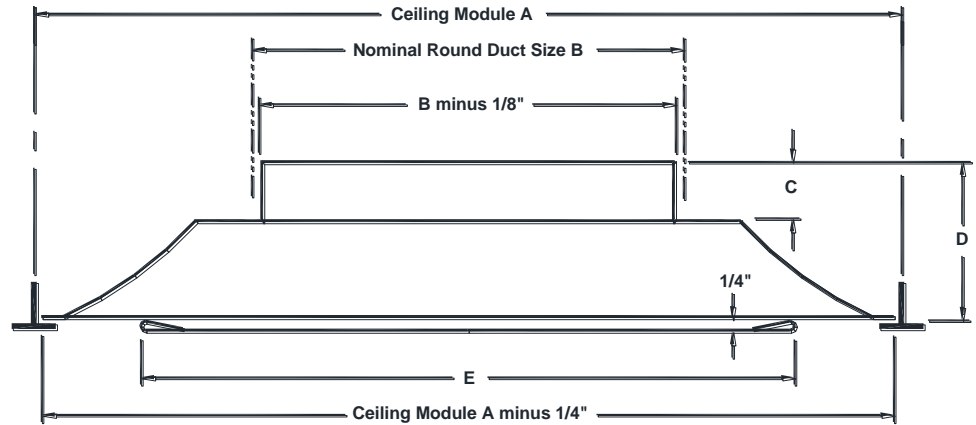 Ceiling Module A
Nominal Round Duct Size B
B minus 1/8"
C
D
1/4"
E
Ceiling Module A minus 1/4"